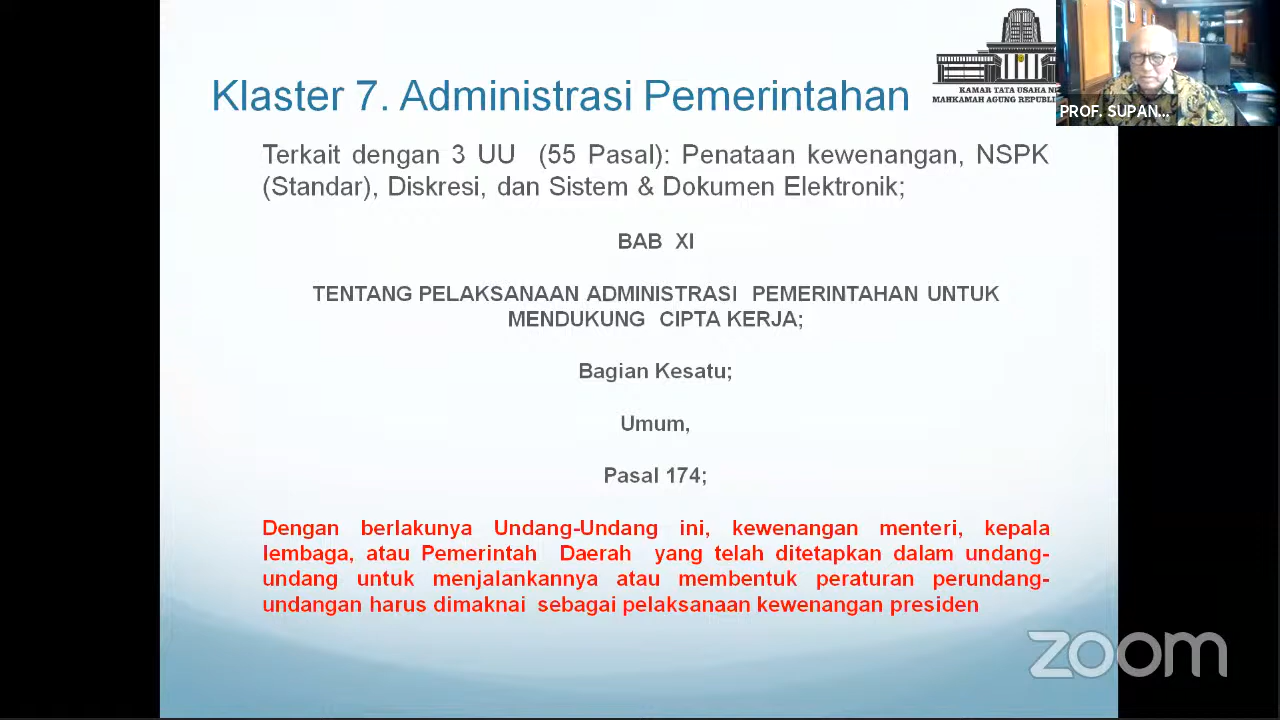 Klaster 7. Administrasi Pemerintahan
KAMAR TATA USAHA NE
MAHKAMAH AGUNG REPUBL
PROF. SUPAN...
Terkait dengan 3 UU (55 Pasal): Penataan kewenangan, NSPK
(Standar), Diskresi, dan Sistem & Dokumen Elektronik;
BAB XI
TENTANG PELAKSANAAN ADMINISTRASI PEMERINTAHAN UNTUK
MENDUKUNG CIPTA KERJA;
Bagian Kesatu;
Umum,
Pasal 174;
Dengan berlakunya Undang-Undang ini, kewenangan menteri, kepala
lembaga, atau Pemerintah Daerah yang telah ditetapkan dalam undang-
undang untuk menjalankannya atau membentuk peraturan perundang-
undangan harus dimaknai sebagai pelaksanaan kewenangan presiden
zoom